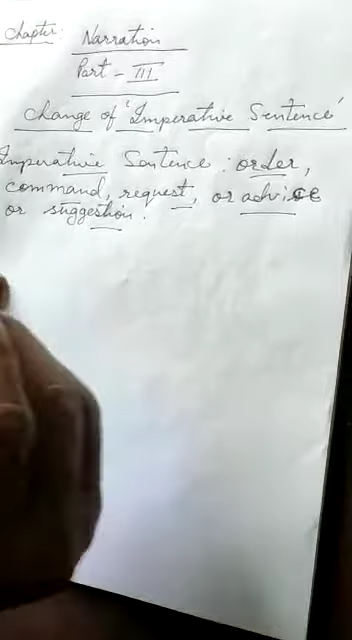 Chapter: Narration
Part - III
Change of 'Imperative Sentence'
Imperative Sentence : order,
command, request, or advice
or suggestion.